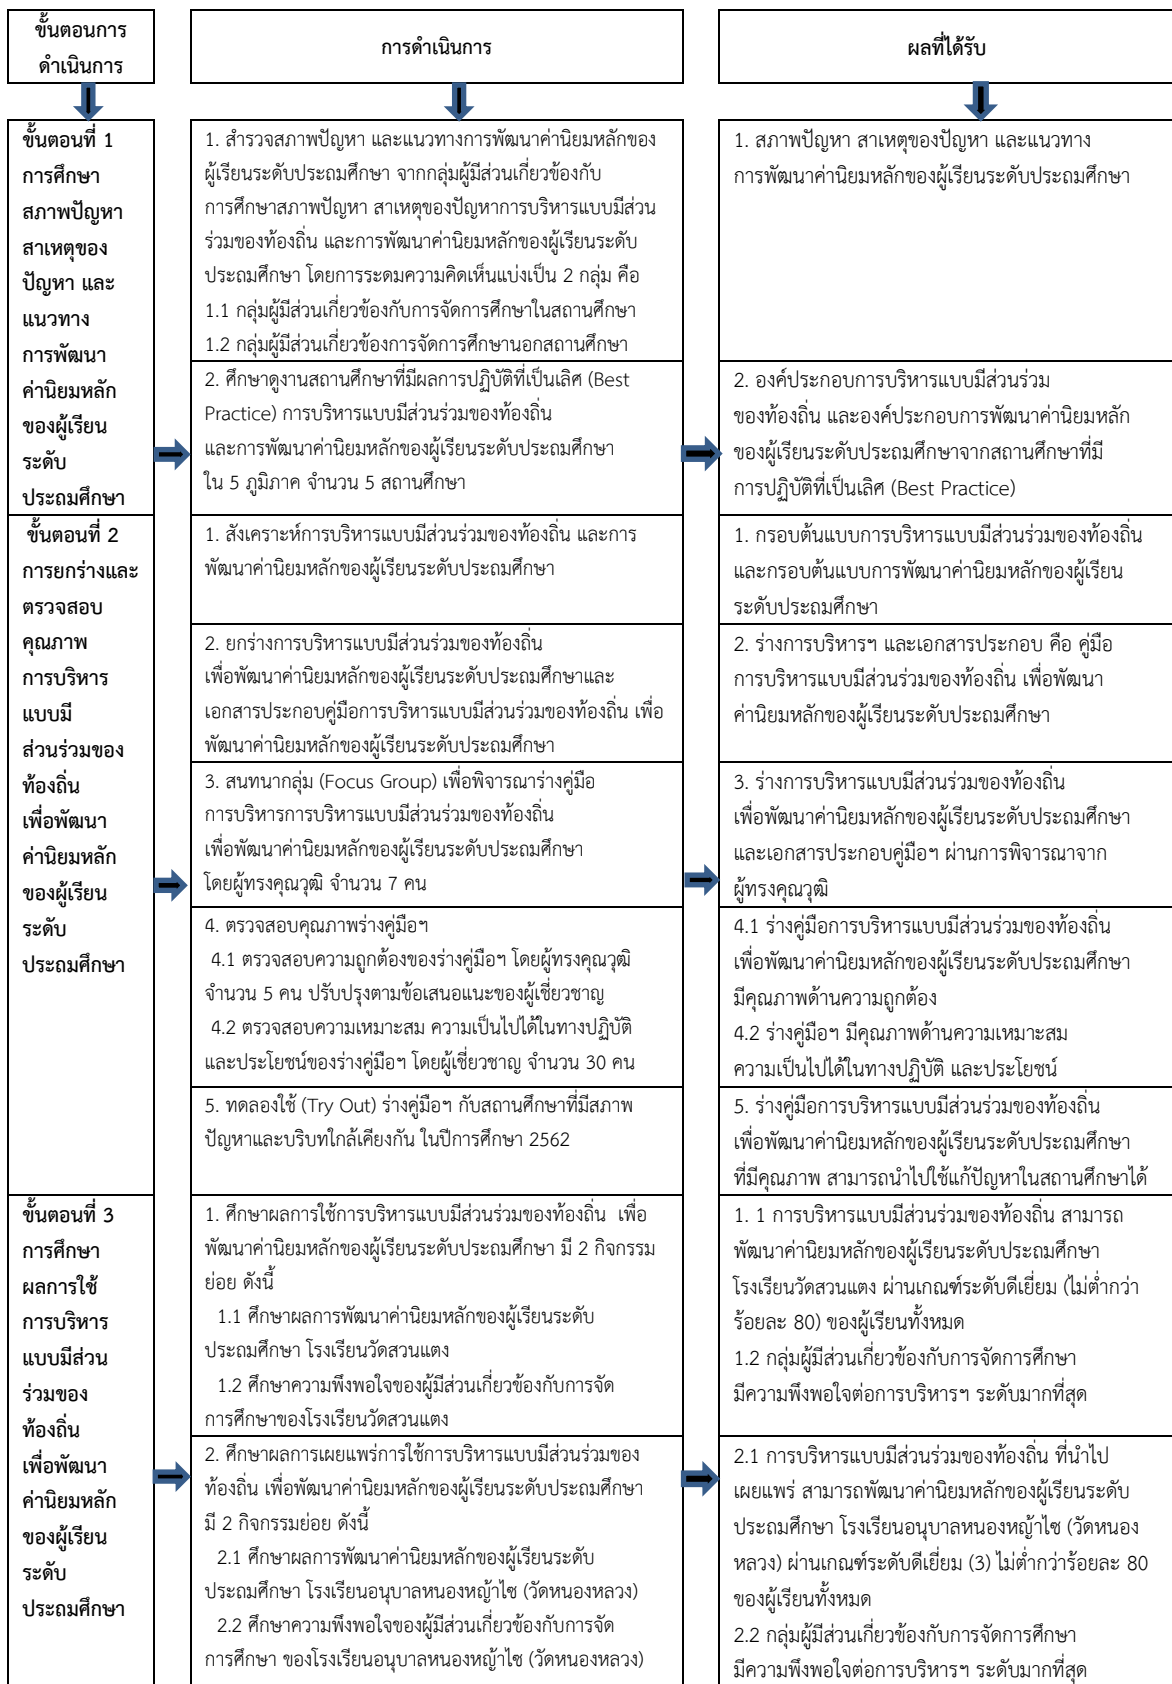 ขั้นตอนการ
ดำเนินการ
การดำเนินการ
ผลที่ได้รับ
ขั้นตอนที่ 1
การศึกษา
สภาพปัญหา
สาเหตุของ
ปัญหา และ
แนวทาง
การพัฒนา
ค่านิยมหลัก
ของผู้เรียน
ระดับ
ประถมศึกษา
1. สำรวจสภาพปัญหา และแนวทางการพัฒนาค่านิยมหลักของ
ผู้เรียนระดับประถมศึกษา จากกลุ่มผู้มีส่วนเกี่ยวข้องกับ
การศึกษาสภาพปัญหา สาเหตุของปัญหาการบริหารแบบมีส่วน
ร่วมของท้องถิ่น และการพัฒนาค่านิยมหลักของผู้เรียนระดับ
ประถมศึกษา โดยการระดมความคิดเห็นแบ่งเป็น 2 กลุ่ม คือ
1.1 กลุ่มผู้มีส่วนเกี่ยวข้องกับการจัดการศึกษาในสถานศึกษา
1.2 กลุ่มผู้มีส่วนเกี่ยวข้องการจัดการศึกษานอกสถานศึกษา
1. สภาพปัญหา สาเหตุของปัญหา และแนวทาง
การพัฒนาค่านิยมหลักของผู้เรียนระดับประถมศึกษา
2. ศึกษาดูงานสถานศึกษาที่มีผลการปฏิบัติที่เป็นเลิศ (Best
Practice) การบริหารแบบมีส่วนร่วมของท้องถิ่น
และการพัฒนาค่านิยมหลักของผู้เรียนระดับประถมศึกษา
ใน 5 ภูมิภาค จำนวน 5 สถานศึกษา
2. องค์ประกอบการบริหารแบบมีส่วนร่วม
ของท้องถิ่น และองค์ประกอบการพัฒนาค่านิยมหลัก
ของผู้เรียนระดับประถมศึกษาจากสถานศึกษาที่มี
การปฏิบัติที่เป็นเลิศ (Best Practice)
ขั้นตอนที่ 2
การยกร่างและ
ตรวจสอบ
คุณภาพ
การบริหาร
แบบมี
ส่วนร่วมของ
ท้องถิ่น
เพื่อพัฒนา
ค่านิยมหลัก
ของผู้เรียน
ระดับ
ประถมศึกษา
1. สังเคราะห์การบริหารแบบมีส่วนร่วมของท้องถิ่น และการ
พัฒนาค่านิยมหลักของผู้เรียนระดับประถมศึกษา
1. กรอบต้นแบบการบริหารแบบมีส่วนร่วมของท้องถิ่น
และกรอบต้นแบบการพัฒนาค่านิยมหลักของผู้เรียน
ระดับประถมศึกษา
2. ยกร่างการบริหารแบบมีส่วนร่วมของท้องถิ่น
เพื่อพัฒนาค่านิยมหลักของผู้เรียนระดับประถมศึกษาและ
เอกสารประกอบคู่มือการบริหารแบบมีส่วนร่วมของท้องถิ่น เพื่อ
พัฒนาค่านิยมหลักของผู้เรียนระดับประถมศึกษา
2. ร่างการบริหารฯ และเอกสารประกอบ คือ คู่มือ
การบริหารแบบมีส่วนร่วมของท้องถิ่น เพื่อพัฒนา
ค่านิยมหลักของผู้เรียนระดับประถมศึกษา
3. สนทนากลุ่ม (Focus Group) เพื่อพิจารณาร่างคู่มือ
การบริหารการบริหารแบบมีส่วนร่วมของท้องถิ่น
เพื่อพัฒนาค่านิยมหลักของผู้เรียนระดับประถมศึกษา
โดยผู้ทรงคุณวุฒิ จำนวน 7 คน
3. ร่างการบริหารแบบมีส่วนร่วมของท้องถิ่น
เพื่อพัฒนาค่านิยมหลักของผู้เรียนระดับประถมศึกษา
และเอกสารประกอบคู่มือฯ ผ่านการพิจารณาจาก
ผู้ทรงคุณวุฒิ
4. ตรวจสอบคุณภาพร่างคู่มือฯ
4.1 ตรวจสอบความถูกต้องของร่างคู่มือฯ โดยผู้ทรงคุณวุฒิ
จำนวน 5 คน ปรับปรุงตามข้อเสนอแนะของผู้เชี่ยวชาญ
4.2 ตรวจสอบความเหมาะสม ความเป็นไปได้ในทางปฏิบัติ
และประโยชน์ของร่างคู่มือฯ โดยผู้เชี่ยวชาญ จำนวน 30 คน
4.1 ร่างคู่มือการบริหารแบบมีส่วนร่วมของท้องถิ่น
เพื่อพัฒนาค่านิยมหลักของผู้เรียนระดับประถมศึกษา
มีคุณภาพด้านความถูกต้อง
4.2 ร่างคู่มือฯ มีคุณภาพด้านความเหมาะสม
ความเป็นไปได้ในทางปฏิบัติ และประโยชน์
5. ทดลองใช้ (Try Out) ร่างคู่มือฯ กับสถานศึกษาที่มีสภาพ
ปัญหาและบริบทใกล้เคียงกัน ในปีการศึกษา 2562
5. ร่างคู่มือการบริหารแบบมีส่วนร่วมของท้องถิ่น
เพื่อพัฒนาค่านิยมหลักของผู้เรียนระดับประถมศึกษา
ที่มีคุณภาพ สามารถนำไปใช้แก้ปัญหาในสถานศึกษาได้
ขั้นตอนที่ 3
การศึกษา
ผลการใช้
การบริหาร
แบบมีส่วน
ร่วมของ
ท้องถิ่น
เพื่อพัฒนา
ค่านิยมหลัก
ของผู้เรียน
ระดับ
ประถมศึกษา
1. ศึกษาผลการใช้การบริหารแบบมีส่วนร่วมของท้องถิ่น เพื่อ
พัฒนาค่านิยมหลักของผู้เรียนระดับประถมศึกษา มี 2 กิจกรรม
ย่อย ดังนี้
1.1 ศึกษาผลการพัฒนาค่านิยมหลักของผู้เรียนระดับ
ประถมศึกษา โรงเรียนวัดสวนแตง
1.2 ศึกษาความพึงพอใจของผู้มีส่วนเกี่ยวข้องกับการจัด
การศึกษาของโรงเรียนวัดสวนแตง
1. 1 การบริหารแบบมีส่วนร่วมของท้องถิ่น สามารถ
พัฒนาค่านิยมหลักของผู้เรียนระดับประถมศึกษา
โรงเรียนวัดสวนแตง ผ่านเกณฑ์ระดับดีเยี่ยม (ไม่ต่ำกว่า
ร้อยละ 80) ของผู้เรียนทั้งหมด
1.2 กลุ่มผู้มีส่วนเกี่ยวข้องกับการจัดการศึกษา
มีความพึงพอใจต่อการบริหารฯ ระดับมากที่สุด
2. ศึกษาผลการเผยแพร่การใช้การบริหารแบบมีส่วนร่วมของ
ท้องถิ่น เพื่อพัฒนาค่านิยมหลักของผู้เรียนระดับประถมศึกษา
มี 2 กิจกรรมย่อย ดังนี้
2.1 ศึกษาผลการพัฒนาค่านิยมหลักของผู้เรียนระดับ
ประถมศึกษา โรงเรียนอนุบาลหนองหญ้าไซ (วัดหนองหลวง)
2.2 ศึกษาความพึงพอใจของผู้มีส่วนเกี่ยวข้องกับการจัด
การศึกษา ของโรงเรียนอนุบาลหนองหญ้าไซ (วัดหนองหลวง)
2.1 การบริหารแบบมีส่วนร่วมของท้องถิ่น ที่นำไป
เผยแพร่ สามารถพัฒนาค่านิยมหลักของผู้เรียนระดับ
ประถมศึกษา โรงเรียนอนุบาลหนองหญ้าไซ (วัดหนอง
หลวง) ผ่านเกณฑ์ระดับดีเยี่ยม (3) ไม่ต่ำกว่าร้อยละ 80
ของผู้เรียนทั้งหมด
2.2 กลุ่มผู้มีส่วนเกี่ยวข้องกับการจัดการศึกษา
มีความพึงพอใจต่อการบริหารฯ ระดับมากที่สุด